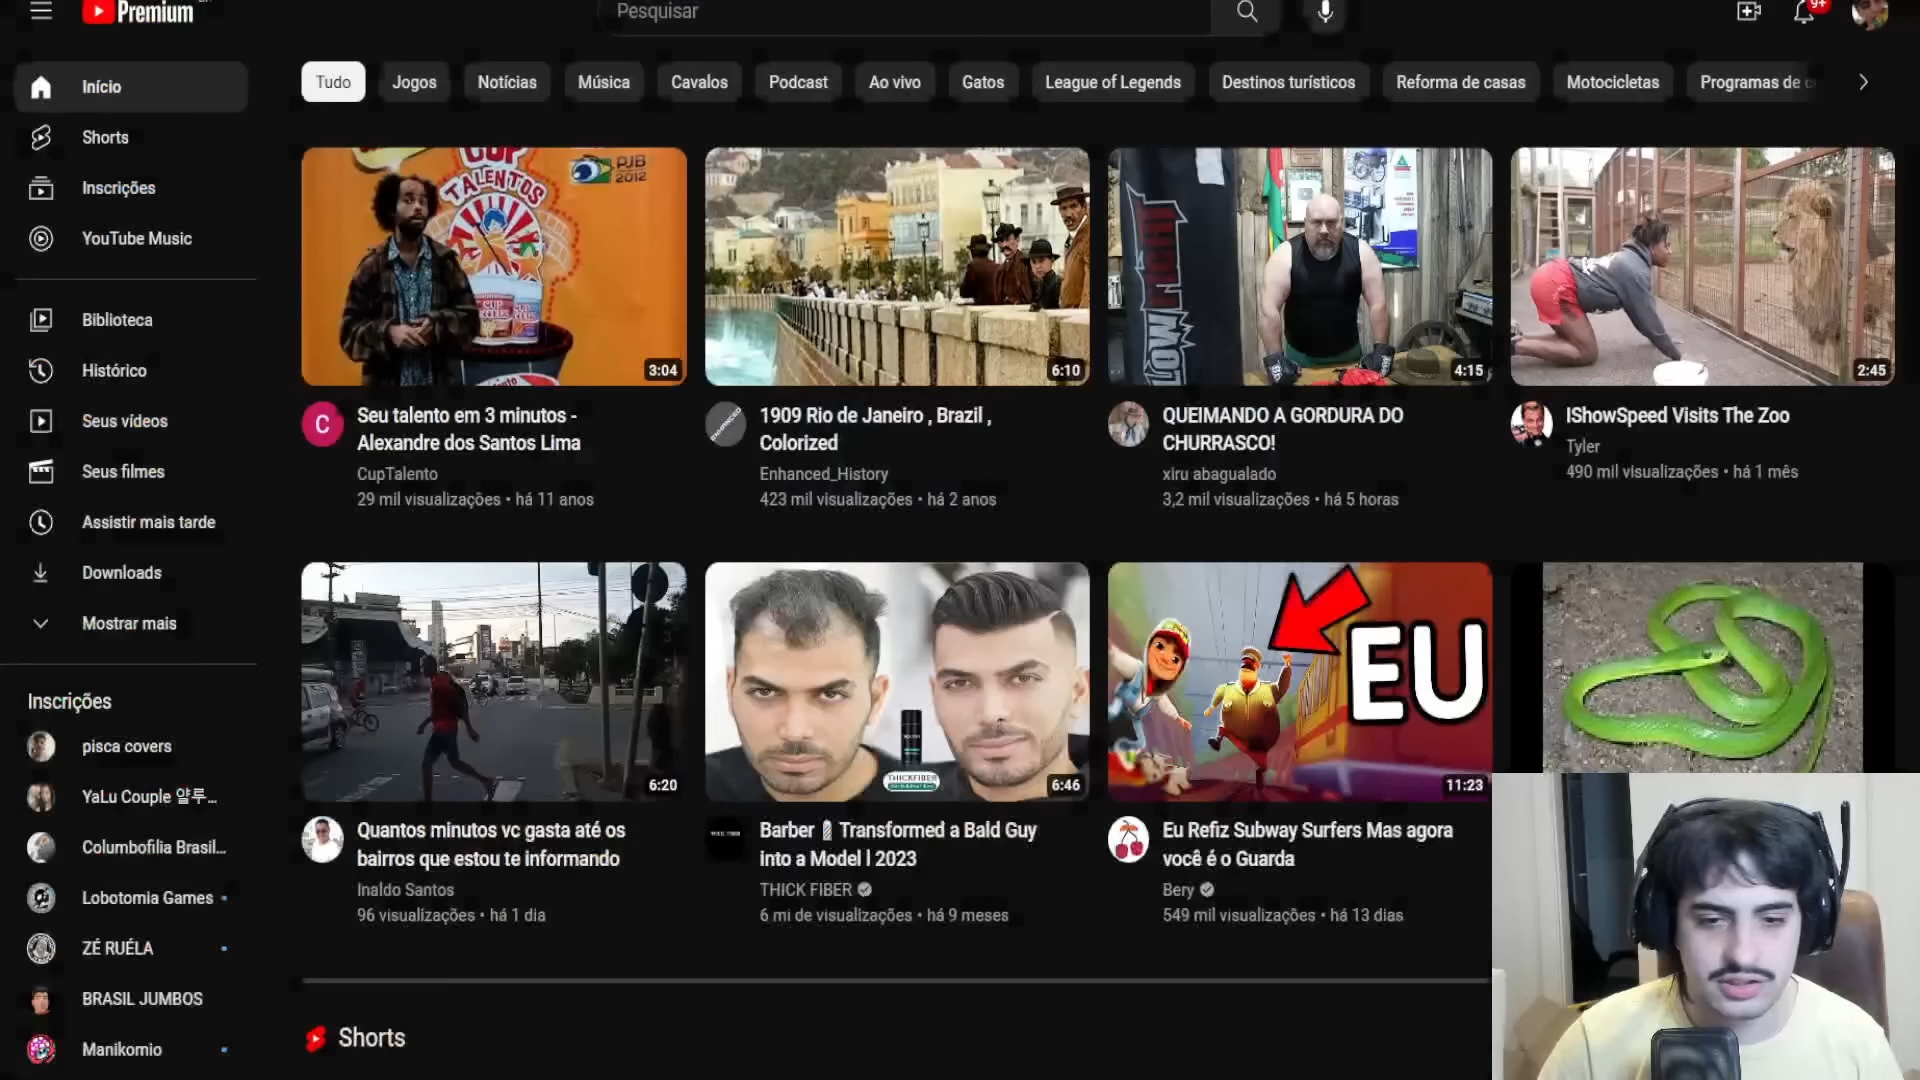 Premium
Pesquisar
9+
Início
Shorts
Inscrições
YouTube Music
Biblioteca
Histórico
Seus vídeos
Seus filmes
Assistir mais tarde
Downloads
Mostrar mais
Inscrições
pisca covers
YaLu Couple 얄루...
Columbofilia Brasil...
Lobotomia Games
ZÉ RUÉLA
BRASIL JUMBOS
Manikomio
Tudo
Jogos
Notícias
Música
Cavalos
Podcast
Ao vivo
Gatos
League of Legends
Destinos turísticos
Reforma de casas
Motocicletas
Programas de
CUP
TALENTOS
PJB
2012
3:04
6:10
4:15
2:45
C
Seu talento em 3 minutos -
Alexandre dos Santos Lima
CupTalento
29 mil visualizações • há 11 anos
ENHANCED
1909 Rio de Janeiro , Brazil ,
Colorized
Enhanced_History
423 mil visualizações • há 2 anos
QUEIMANDO A GORDURA DO
CHURRASCO!
xiru abagualado
3,2 mil visualizações • há 5 horas
IShowSpeed Visits The Zoo
Tyler
490 mil visualizações • há 1 mês
6:20
THICKFIBER
6:46
EU
11:23
Quantos minutos vc gasta até os
bairros que estou te informando
Inaldo Santos
96 visualizações • há 1 dia
Barber 💈 Transformed a Bald Guy
into a Model l 2023
THICK FIBER
6 mi de visualizações • há 9 meses
Eu Refiz Subway Surfers Mas agora
você é o Guarda
Bery
549 mil visualizações • há 13 dias
Shorts